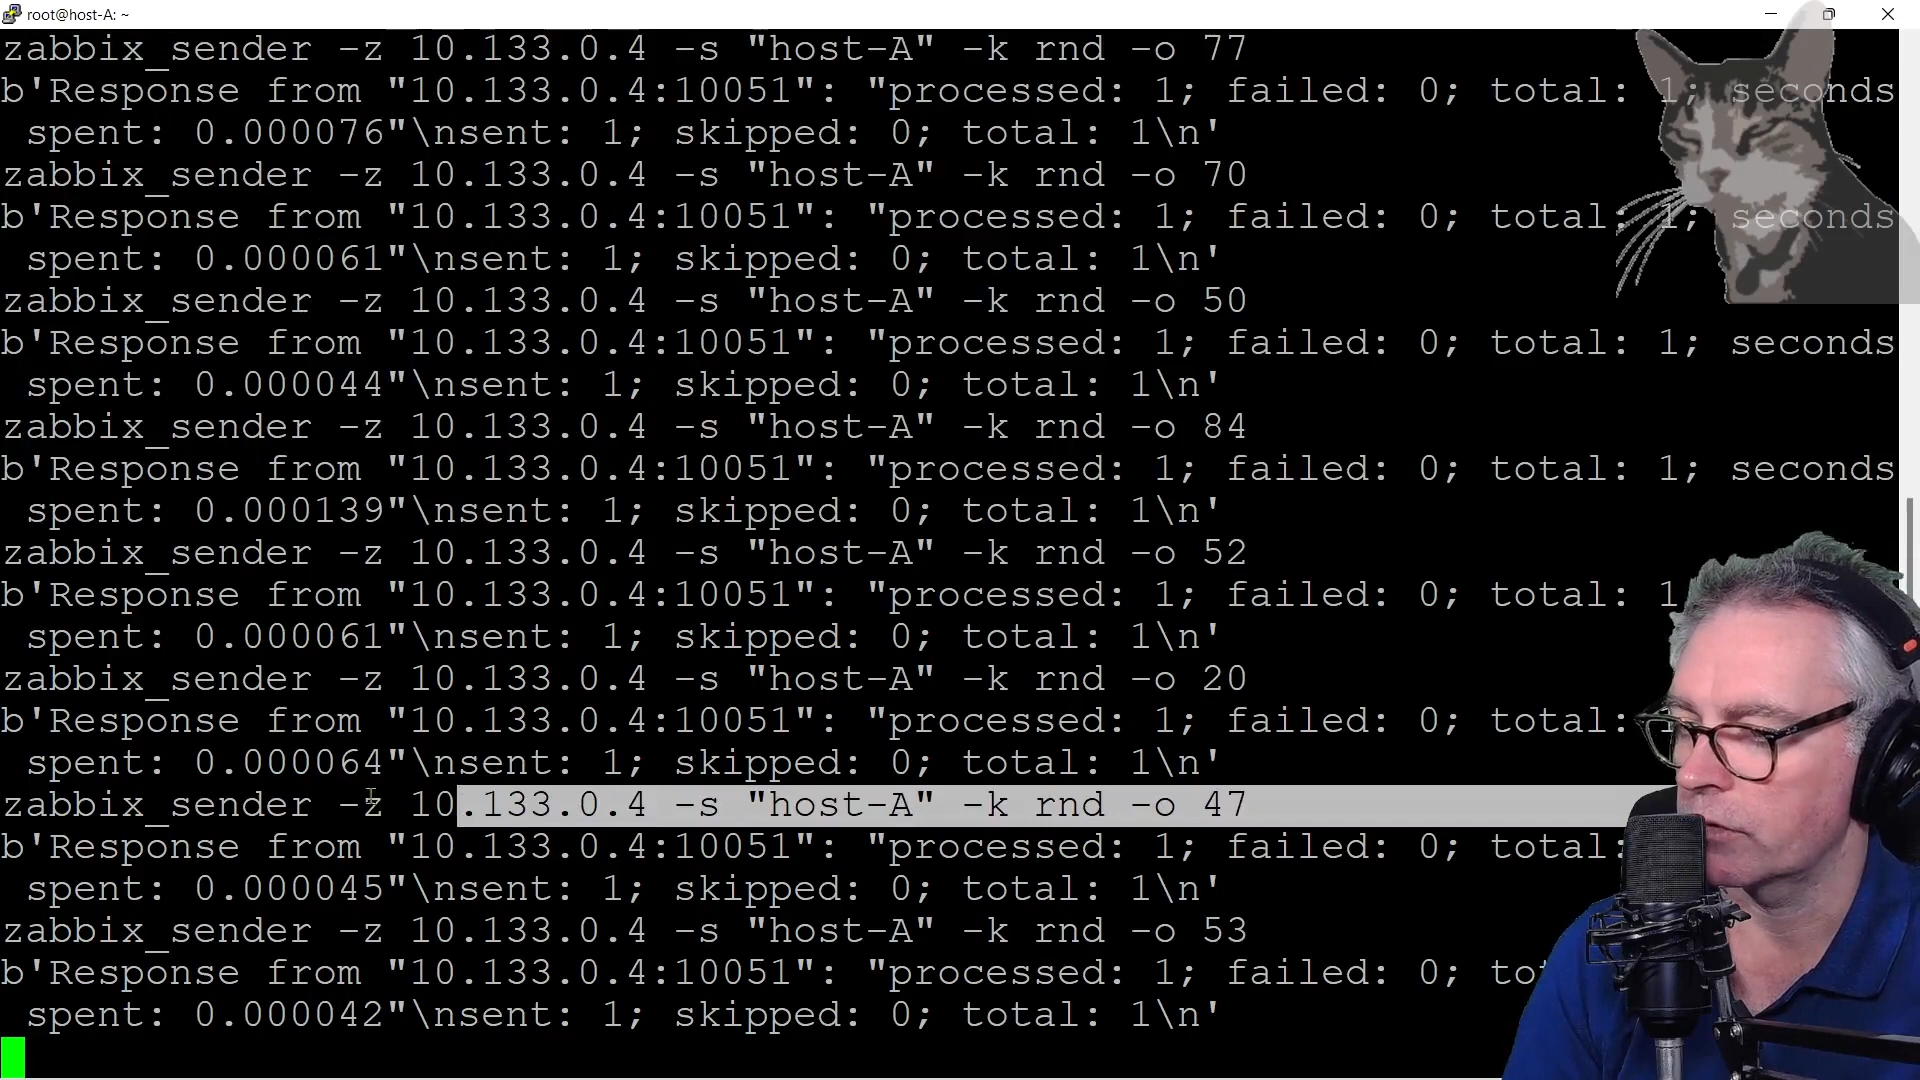 root@host-A: ~
zabbix_sender -z 10.133.0.4 -s "host-A" -k rnd -o 77
b'Response from "10.133.0.4:10051": "processed: 1; failed: 0; total: 1; seconds
spent: 0.000076"\nsent: 1; skipped: 0; total: 1\n'
zabbix_sender -z 10.133.0.4 -s "host-A" -k rnd -o 70
b'Response from "10.133.0.4:10051": "processed: 1; failed: 0; total: 1; seconds
spent: 0.000061"\nsent: 1; skipped: 0; total: 1\n'
zabbix_sender -z 10.133.0.4 -s "host-A" -k rnd -o 50
b'Response from "10.133.0.4:10051": "processed: 1; failed: 0; total: 1; seconds
spent: 0.000044"\nsent: 1; skipped: 0; total: 1\n'
zabbix_sender -z 10.133.0.4 -s "host-A" -k rnd -o 84
b'Response from "10.133.0.4:10051": "processed: 1; failed: 0; total: 1; seconds
spent: 0.000139"\nsent: 1; skipped: 0; total: 1\n'
zabbix_sender -z 10.133.0.4 -s "host-A" -k rnd -o 52
b'Response from "10.133.0.4:10051": "processed: 1; failed: 0; total: 1
spent: 0.000061"\nsent: 1; skipped: 0; total: 1\n'
zabbix_sender -z 10.133.0.4 -s "host-A" -k rnd -o 20
b'Response from "10.133.0.4:10051": "processed: 1; failed: 0; total:
spent: 0.000064"\nsent: 1; skipped: 0; total: 1\n'
zabbix_sender -z 10.133.0.4 -s "host-A" -k rnd -o 47
b'Response from "10.133.0.4:10051": "processed: 1; failed: 0; total:
spent: 0.000045"\nsent: 1; skipped: 0; total: 1\n'
zabbix_sender -z 10.133.0.4 -s "host-A" -k rnd -o 53
b'Response from "10.133.0.4:10051": "processed: 1; failed: 0;
spent: 0.000042"\nsent: 1; skipped: 0; total: 1\n'